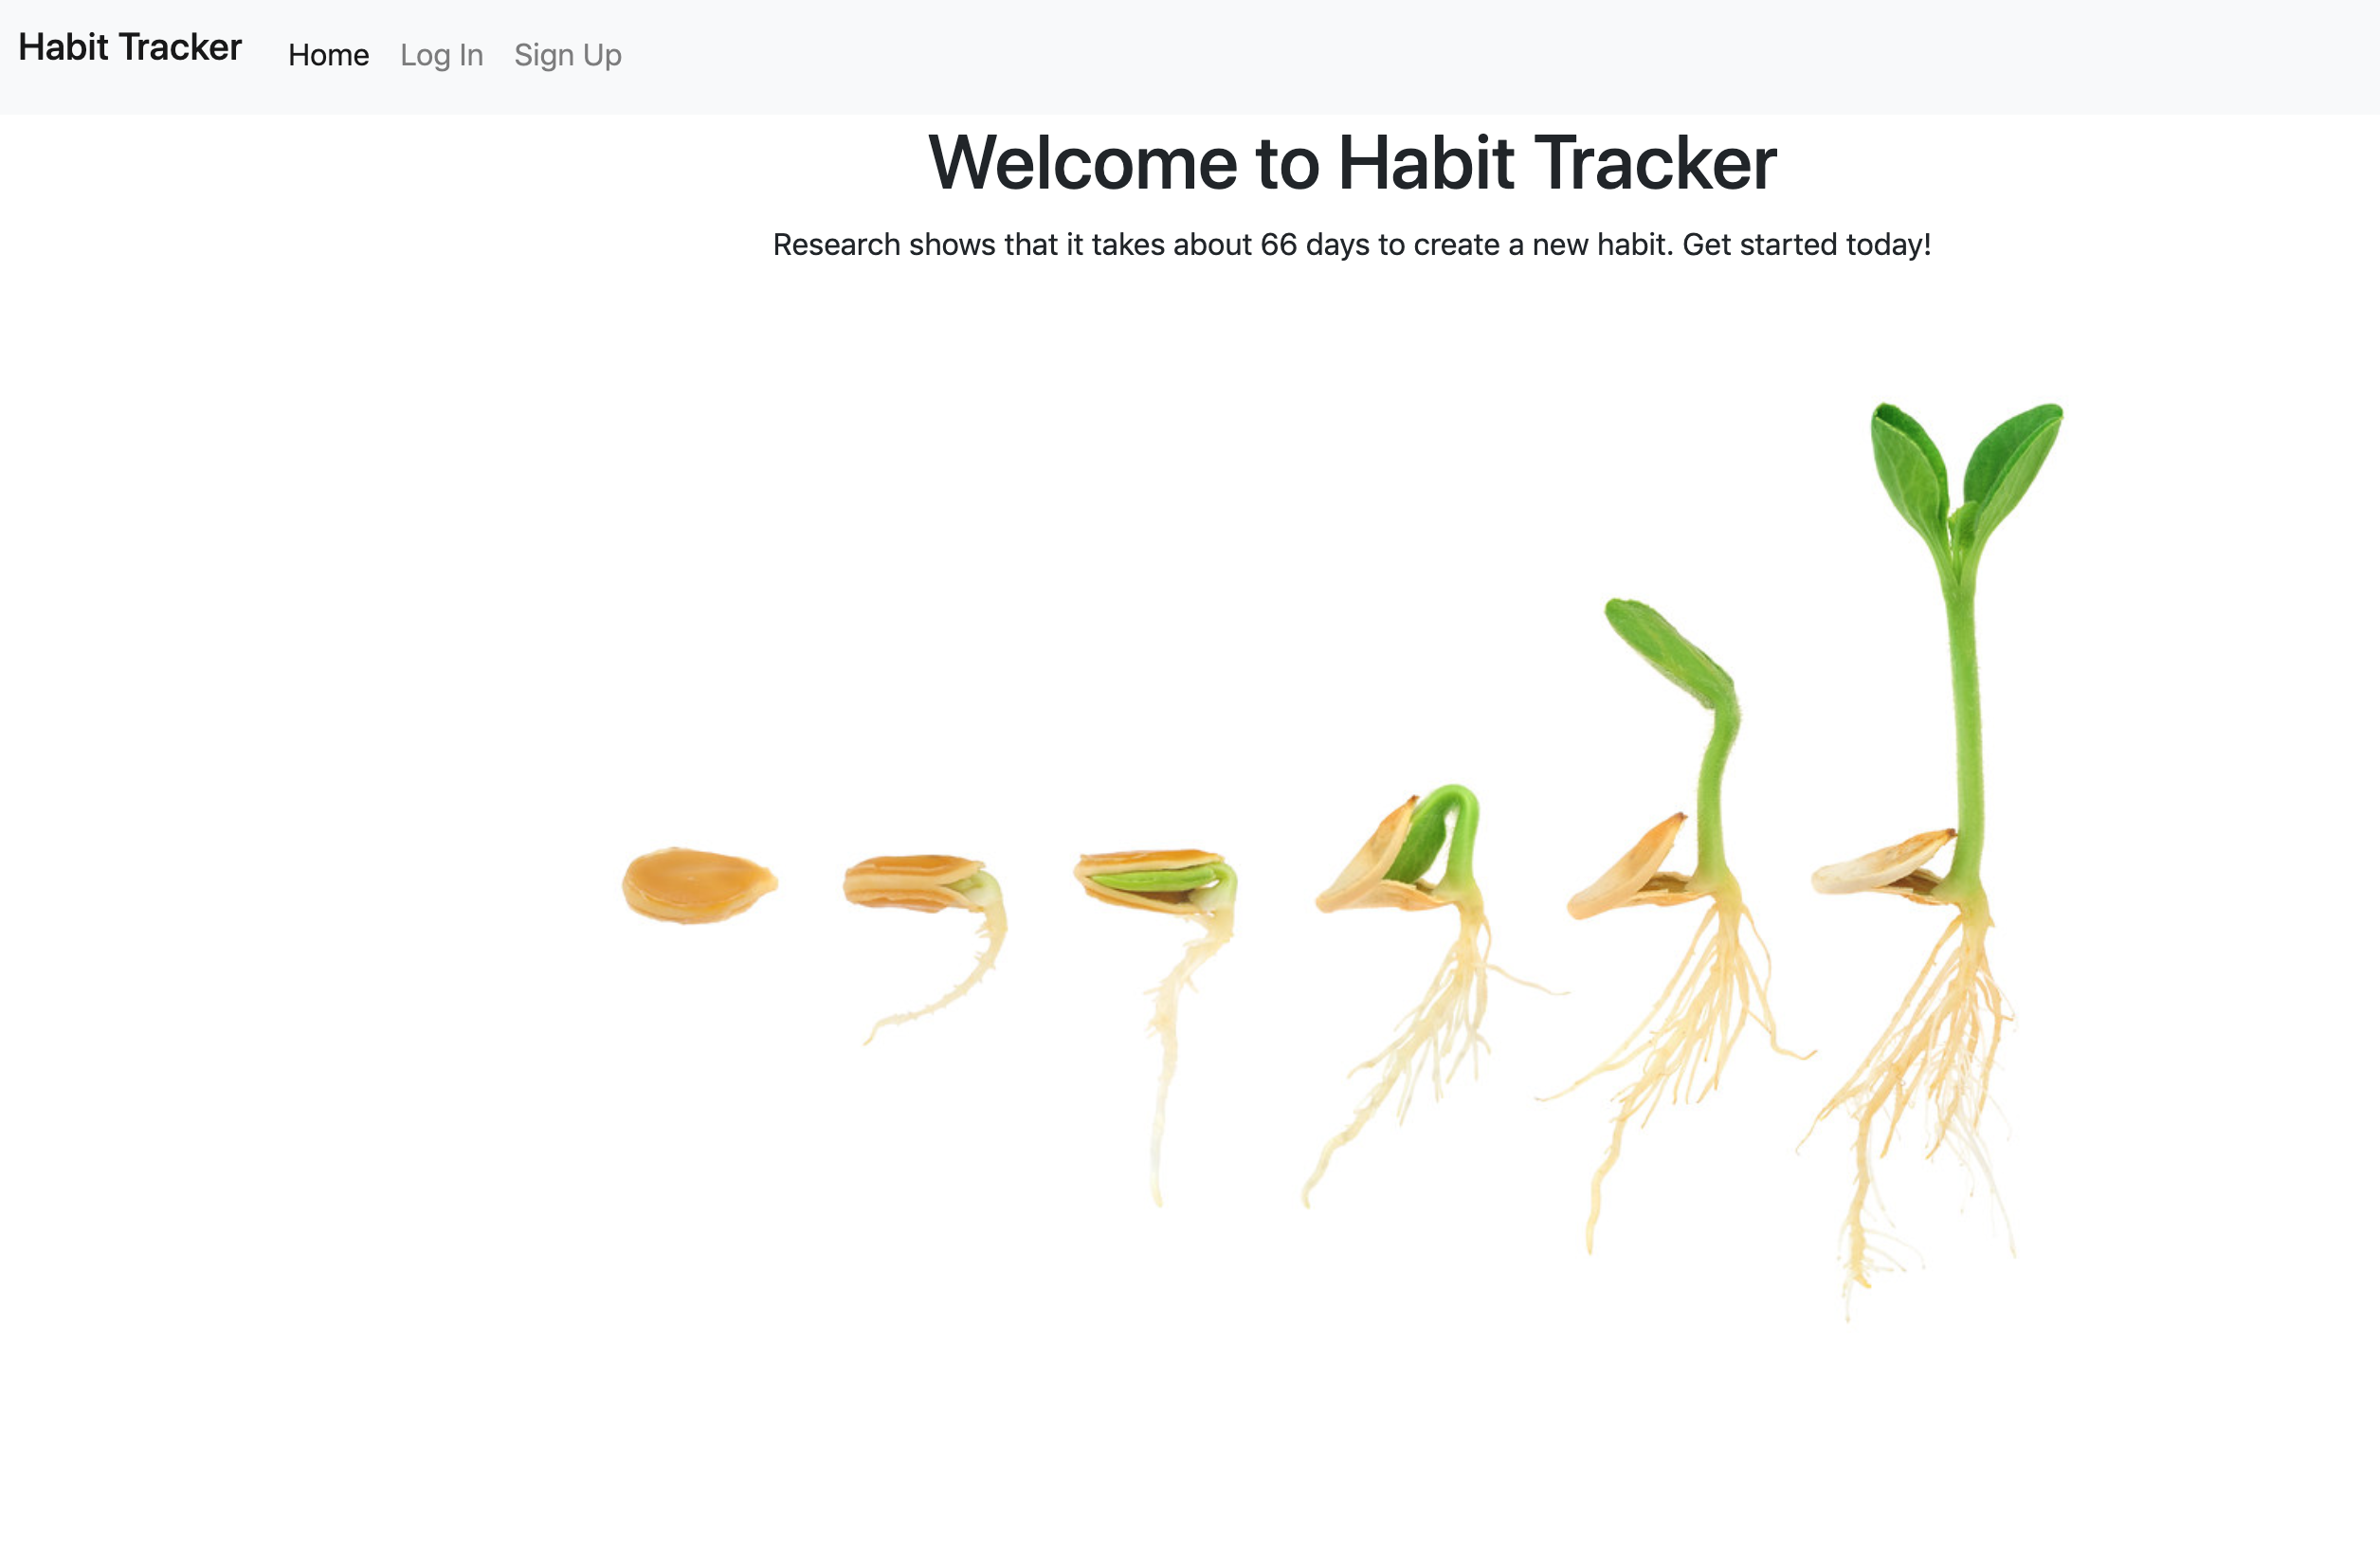 Habit Tracker Home Log In Sign Up
Welcome to Habit Tracker
Research shows that it takes about 66 days to create a new habit. Get started today!